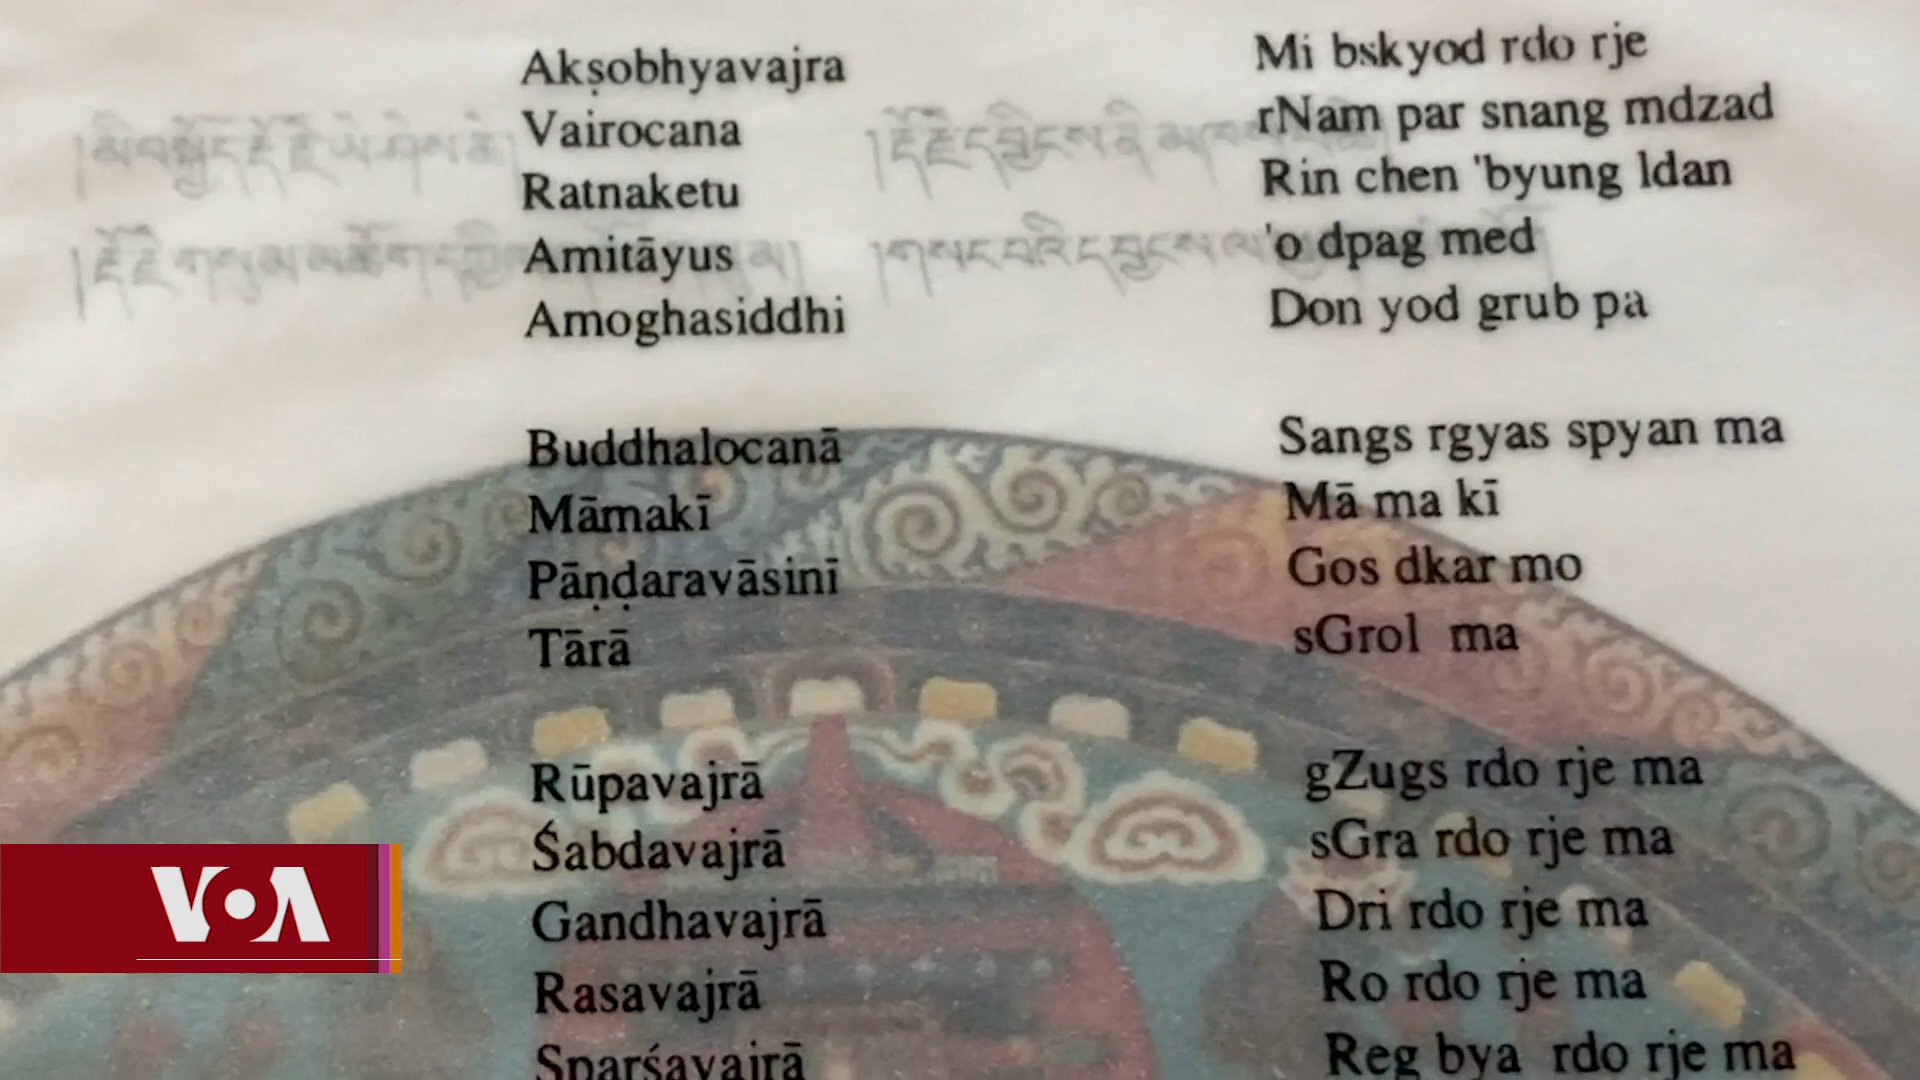 Akṣobhyavajra Mi bskyod rdo rje
Vairocana rNam par snang mdzad
Ratnaketu Rin chen 'byung ldan
Amitāyus 'o dpag med
Amoghasiddhi Don yod grub pa
Buddhalocanā Sangs rgyas spyan ma
Māmakī Mā ma kī
Pāṇḍaravāsinī Gos dkar mo
Tārā sGrol ma
Rūpavajrā gZugs rdo rje ma
Śabdavajrā sGra rdo rje ma
Gandhavajrā Dri rdo rje ma
Rasavajrā Ro rdo rje ma
Sparśavajrā Reg bya rdo rje ma
VOA